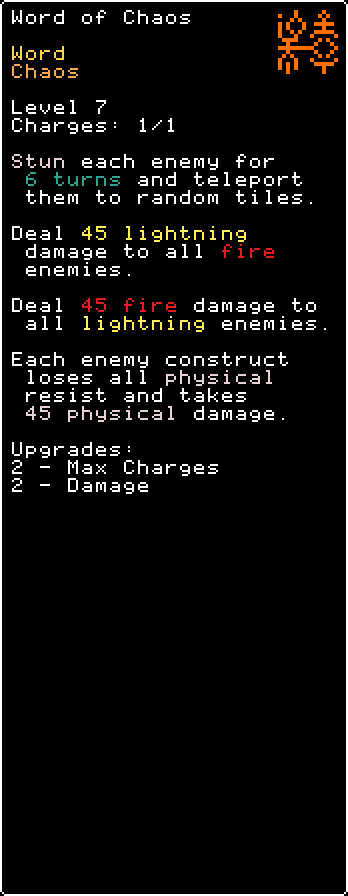 Word of Chaos
Word
Chaos
Level 7
Charges: 1/1
Stun each enemy for
6 turns and teleport
them to random tiles.
Deal 45 lightning
damage to all fire
enemies.
Deal 45 fire damage to
all lightning enemies.
Each enemy construct
loses all physical
resist and takes
45 physical damage.
Upgrades:
2 - Max Charges
2 - Damage